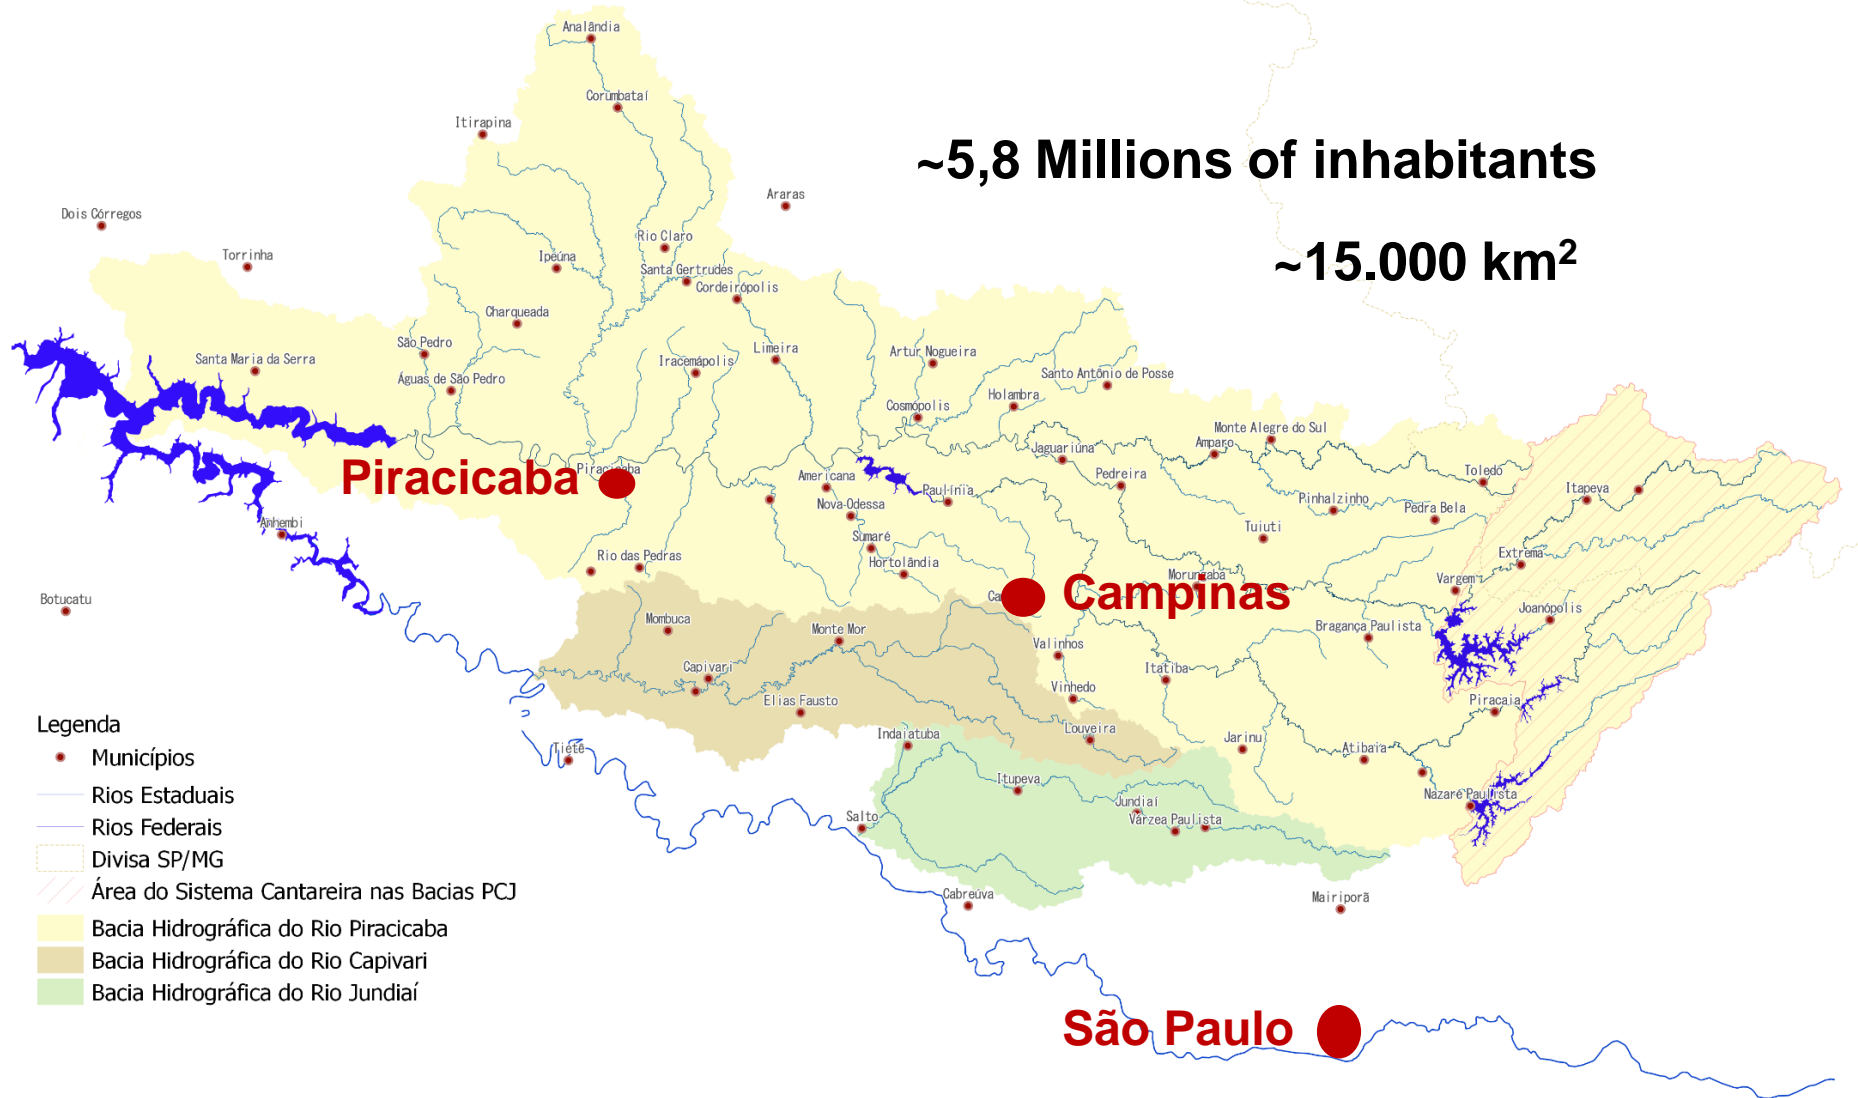 Analândia
Corumbataí
Itirapina
~5,8 Millions of inhabitants
Araras
Dois Córregos
Rio Claro
~15.000 km²
Torrinha
Ipeúna
Santa Gertrudes
Cordeirópolis
Charqueada
São Pedro
Limeira
Artur Nogueira
Santa Maria da Serra
Iracemápolis
Águas de São Pedro
Santo Antônio de Posse
Holambra
Cosmópolis
Monte Alegre do Sul
Amparo
Jaguariúna
Piracicaba
Piracicaba
Americana
Pedreira
Toledo
Itapeva
Paulínia
Nova Odessa
Pinhalzinho
Pedra Bela
Anhembi
Tuiuti
Sumaré
Rio das Pedras
Hortolândia
Extrema
Morungaba
Vargem
Botucatu
Campinas
Joanópolis
Mombuca
Monte Mor
Bragança Paulista
Valinhos
Capivari
Itatiba
Vinhedo
Elias Fausto
Piracaia
Legenda
Indaiatuba
Louveira
Jarinu
Tietê
Atibaia
Municípios
Itupeva
Rios Estaduais
Jundiaí
Nazaré Paulista
Salto
Várzea Paulista
Rios Federais
Divisa SP/MG
Área do Sistema Cantareira nas Bacias PCJ
Cabreúva
Mairiporã
Bacia Hidrográfica do Rio Piracicaba
Bacia Hidrográfica do Rio Capivari
Bacia Hidrográfica do Rio Jundiaí
São Paulo